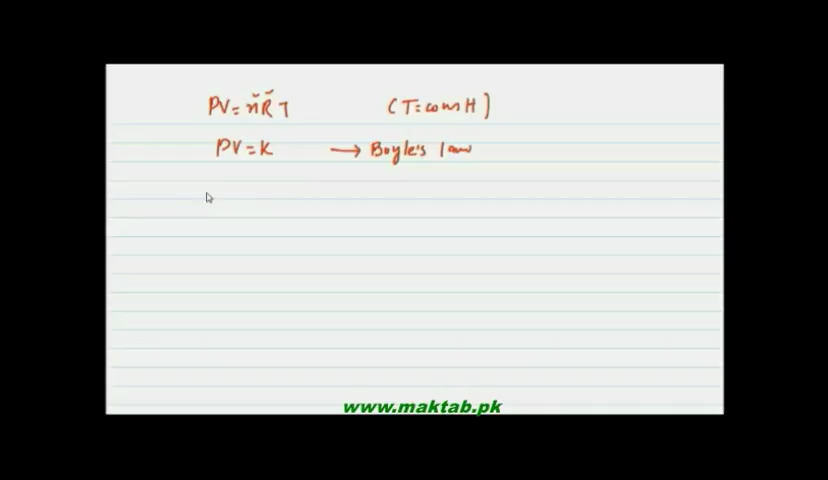 PV = nRT (T = const)
PV = K → Boyle's law
www.maktab.pk